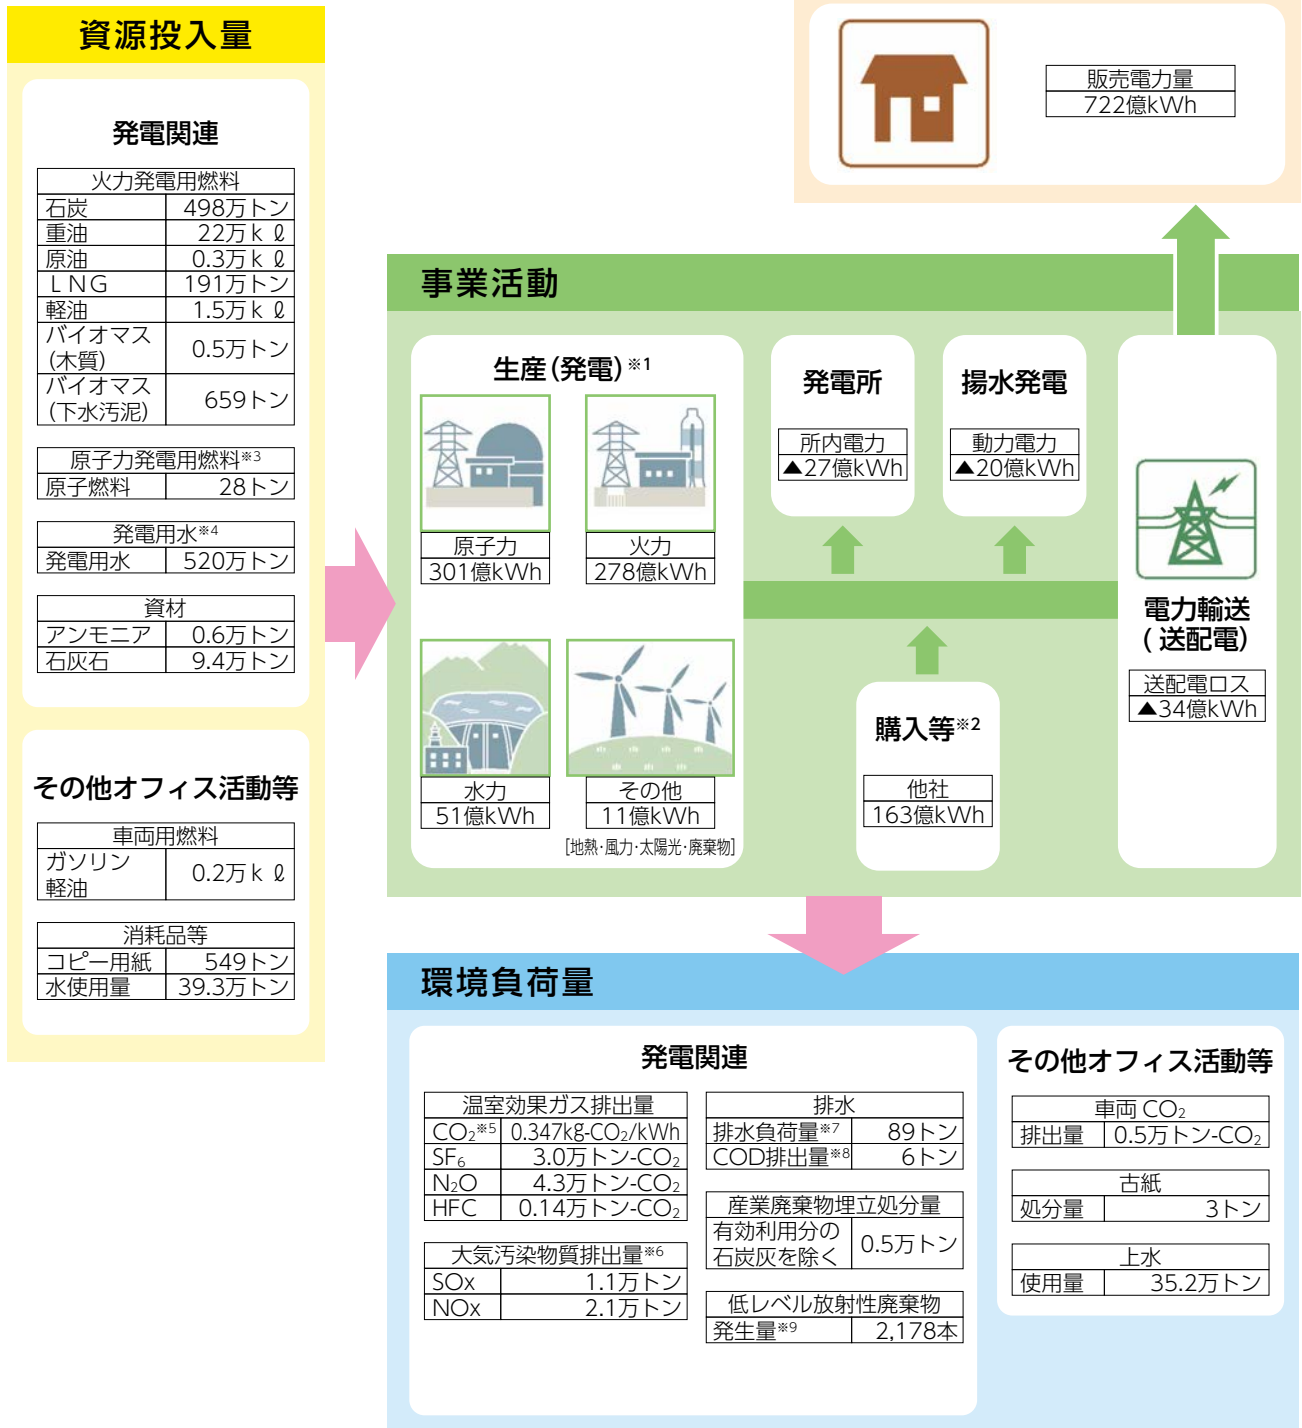 資源投入量
発電関連
火力発電用燃料
石炭 498万トン
重油 22万kℓ
原油 0.3万kℓ
LNG 191万トン
軽油 1.5万kℓ
バイオマス
(木質) 0.5万トン
バイオマス
(下水汚泥) 659トン
原子力発電用燃料※3
原子燃料 28トン
発電用水※4
発電用水 520万トン
資材
アンモニア 0.6万トン
石灰石 9.4万トン
その他オフィス活動等
車両用燃料
ガソリン
軽油 0.2万kℓ
消耗品等
コピー用紙 549トン
水使用量 39.3万トン
販売電力量
722億kWh
事業活動
生産(発電)※1
原子力
301億kWh
火力
278億kWh
水力
51億kWh
その他
11億kWh
[地熱・風力・太陽光・廃棄物]
発電所
所内電力
▲27億kWh
揚水発電
動力電力
▲20億kWh
購入等※2
他社
163億kWh
電力輸送
(送配電)
送配電ロス
▲34億kWh
環境負荷量
発電関連
温室効果ガス排出量
CO₂※5 0.347kg-CO₂/kWh
SF₆ 3.0万トン-CO₂
N₂O 4.3万トン-CO₂
HFC 0.14万トン-CO₂
大気汚染物質排出量※6
SOx 1.1万トン
NOx 2.1万トン
排水
排水負荷量※7 89トン
COD排出量※8 6トン
産業廃棄物埋立処分量
有効利用分の
石炭灰を除く 0.5万トン
低レベル放射性廃棄物
発生量※9 2,178本
その他オフィス活動等
車両CO₂
排出量 0.5万トン-CO₂
古紙
処分量 3トン
上水
使用量 35.2万トン